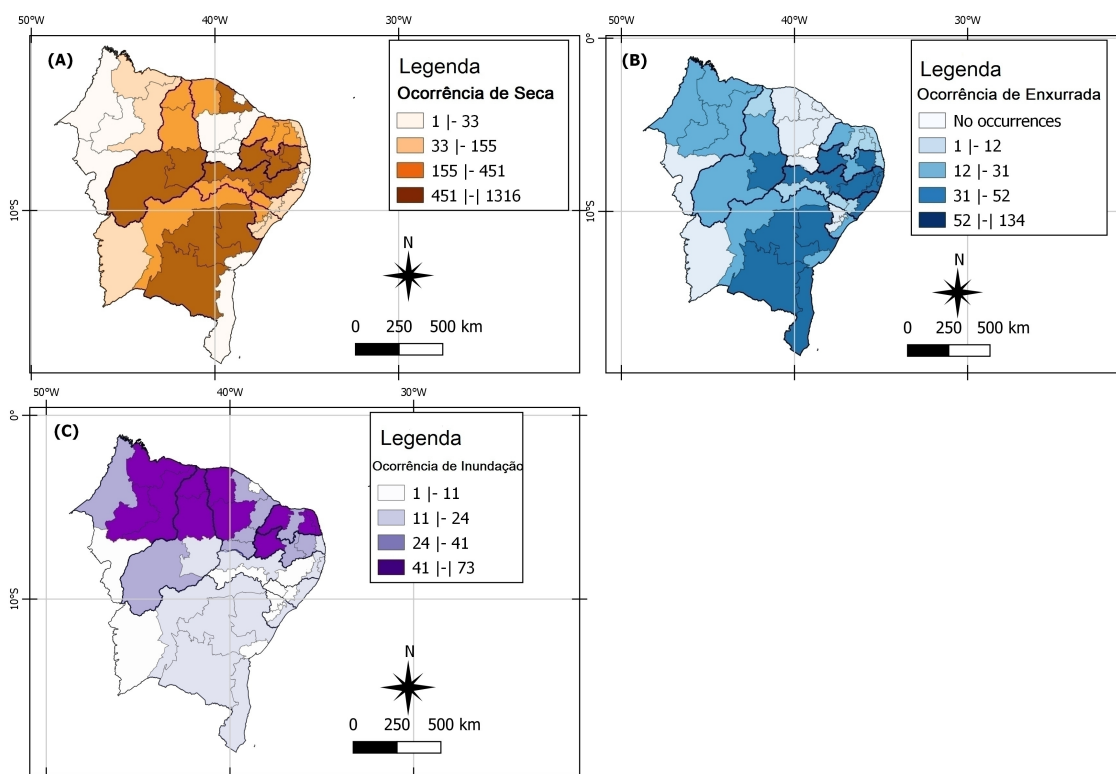 50°W
40°W
30°W
(A)
Legenda
Ocorrência de Seca
1 |- 33
33 |- 155
155 |- 451
451 |-| 1316
10°S
N
0 250 500 km
50°W
40°W
30°W
0°
(B)
Legenda
Ocorrência de Enxurrada
No occurrences
1 |- 12
12 |- 31
31 |- 52
52 |-| 134
10°S
N
0 250 500 km
50°W
40°W
30°W
0°
(C)
Legenda
Ocorrência de Inundação
1 |- 11
11 |- 24
24 |- 41
41 |-| 73
10°S
N
0 250 500 km